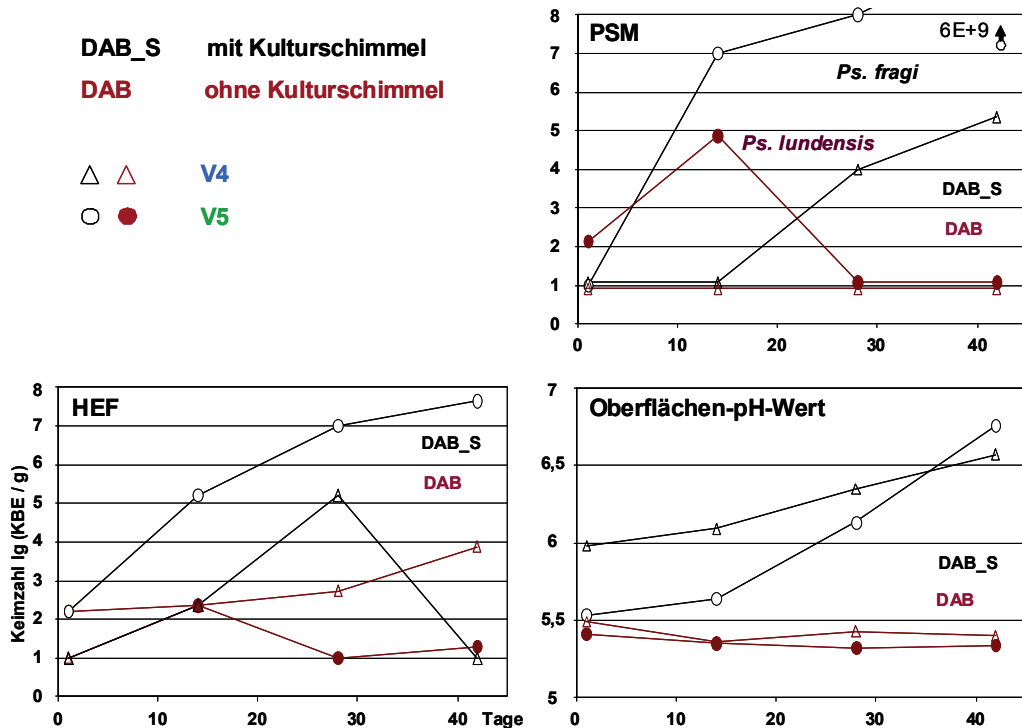 DAB_S mit Kulturschimmel
DAB ohne Kulturschimmel
V4
V5
PSM
6E+9
Ps. fragi
Ps. lundensis
DAB_S
DAB
8
7
6
5
4
3
2
1
0
0 10 20 30 40
HEF
DAB_S
DAB
Keimzahl lg (KBE / g)
8
7
6
5
4
3
2
1
0
0 10 20 30 40 Tage
Oberflächen-pH-Wert
DAB_S
DAB
7
6,5
6
5,5
5
0 10 20 30 40